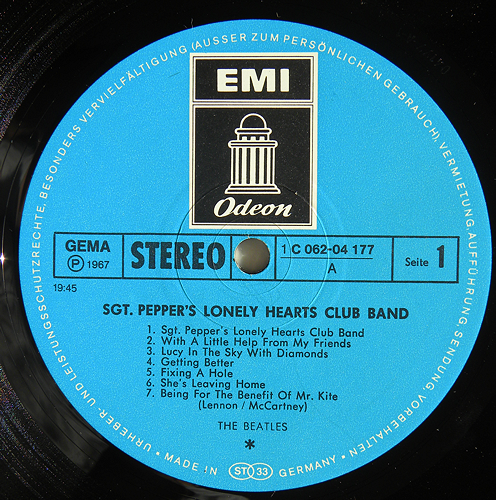 URHEBER- UND LEISTUNGSSCHUTZRECHTE, BESONDERS VERVIELFÄLTIGUNG (AUSSER ZUM PERSÖNLICHEN GEBRAUCH), VERMIETUNG, AUFFÜHRUNG, SENDUNG, VORBEHALTEN
EMI
Odeon
GEMA
℗ 1967
STEREO
1 C 062-04 177
A
Seite 1
19:45
SGT. PEPPER'S LONELY HEARTS CLUB BAND
1. Sgt. Pepper's Lonely Hearts Club Band
2. With A Little Help From My Friends
3. Lucy In The Sky With Diamonds
4. Getting Better
5. Fixing A Hole
6. She's Leaving Home
7. Being For The Benefit Of Mr. Kite
(Lennon / McCartney)
THE BEATLES
*
• MADE IN ST 33 GERMANY •